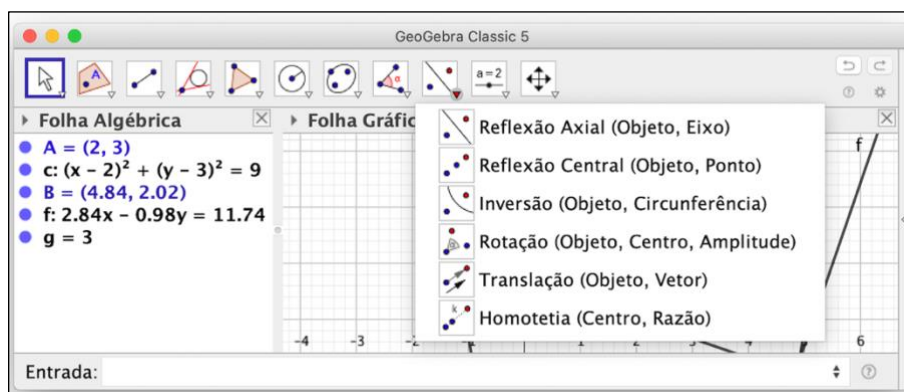 GeoGebra Classic 5
A
α
a=2
Folha Algébrica
A = (2, 3)
c: (x – 2)² + (y – 3)² = 9
B = (4.84, 2.02)
f: 2.84x – 0.98y = 11.74
g = 3
Folha Gráfic
Reflexão Axial (Objeto, Eixo)
Reflexão Central (Objeto, Ponto)
Inversão (Objeto, Circunferência)
Rotação (Objeto, Centro, Amplitude)
Translação (Objeto, Vetor)
k
Homotetia (Centro, Razão)
f
-4 -3 6
Entrada: